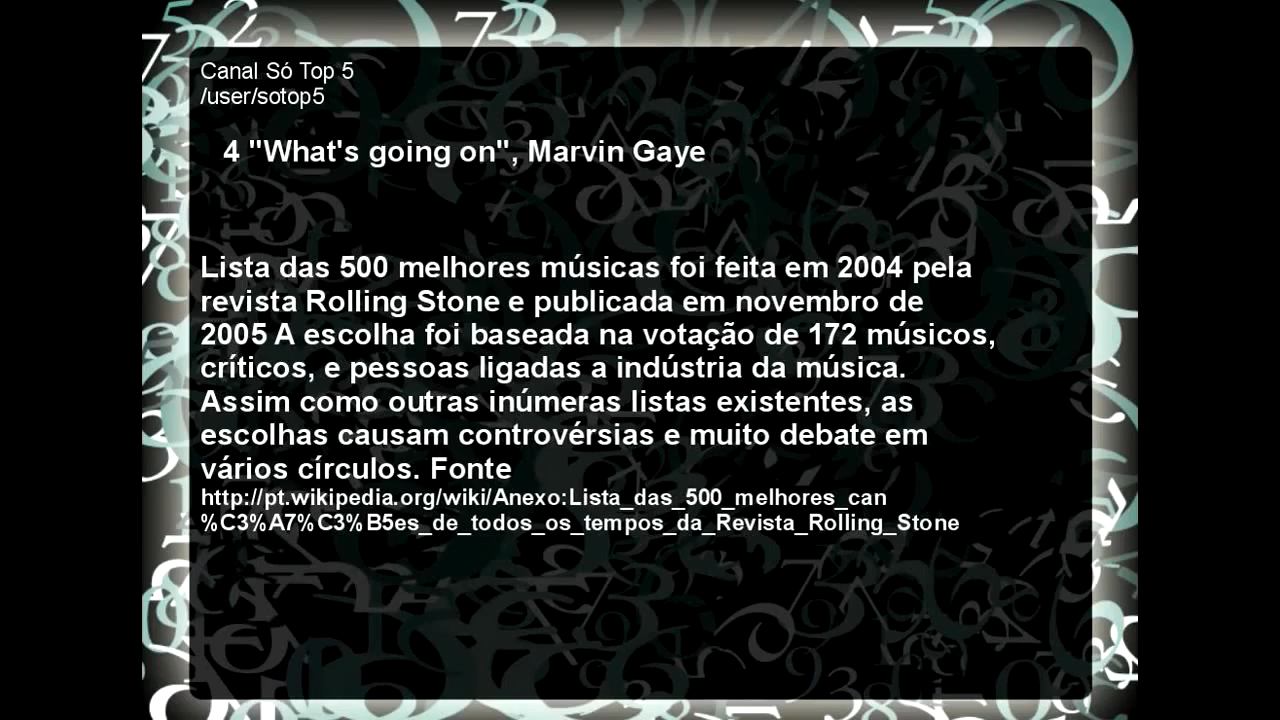 Canal Só Top 5
/user/sotop5
4 "What's going on", Marvin Gaye
Lista das 500 melhores músicas foi feita em 2004 pela
revista Rolling Stone e publicada em novembro de
2005 A escolha foi baseada na votação de 172 músicos,
críticos, e pessoas ligadas a indústria da música.
Assim como outras inúmeras listas existentes, as
escolhas causam controvérsias e muito debate em
vários círculos. Fonte
http://pt.wikipedia.org/wiki/Anexo:Lista_das_500_melhores_can
%C3%A7%C3%B5es_de_todos_os_tempos_da_Revista_Rolling_Stone